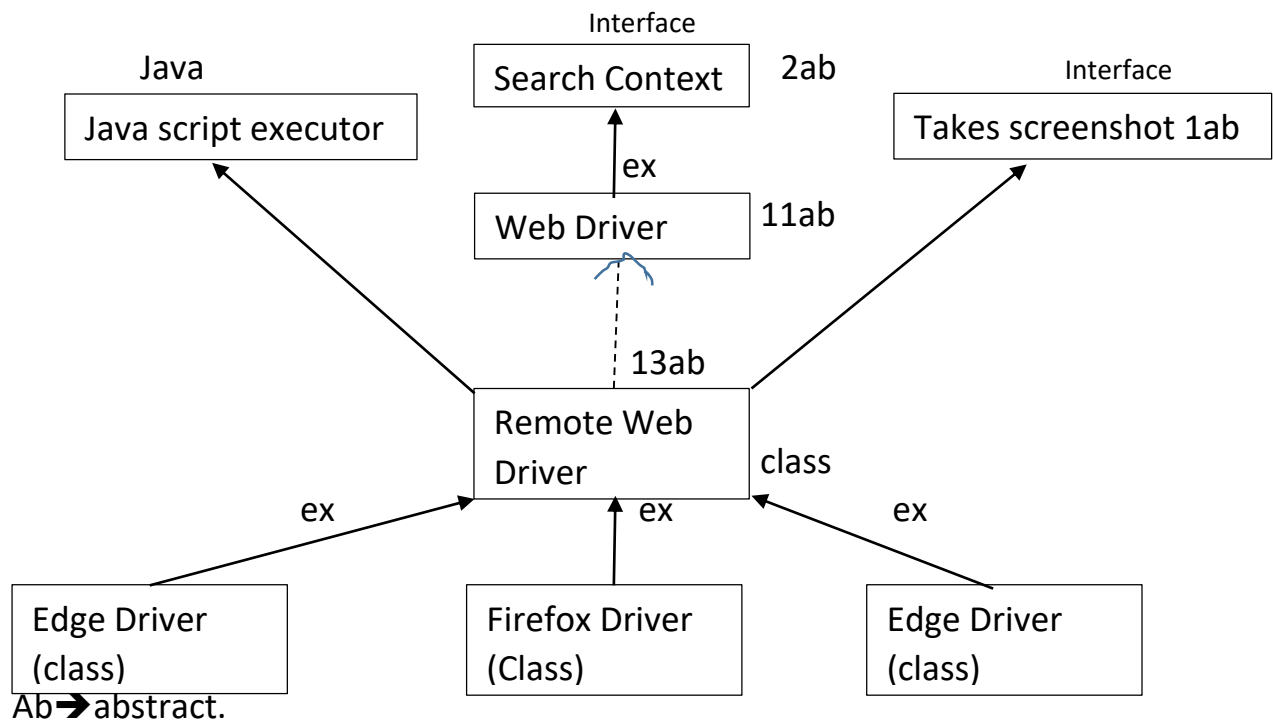 Interface
Java
Search Context
2ab
Interface
Java script executor
Takes screenshot 1ab
ex
Web Driver
11ab
13ab
Remote Web
Driver
class
ex
ex
ex
Edge Driver
(class)
Firefox Driver
(Class)
Edge Driver
(class)
Ab➔abstract.